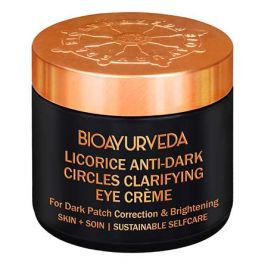 BIOAYURVEDA
LICORICE ANTI-DARK
CIRCLES CLARIFYING
EYE CRÈME
For Dark Patch Correction & Brightening
SKIN + SOIN | SUSTAINABLE SELFCARE